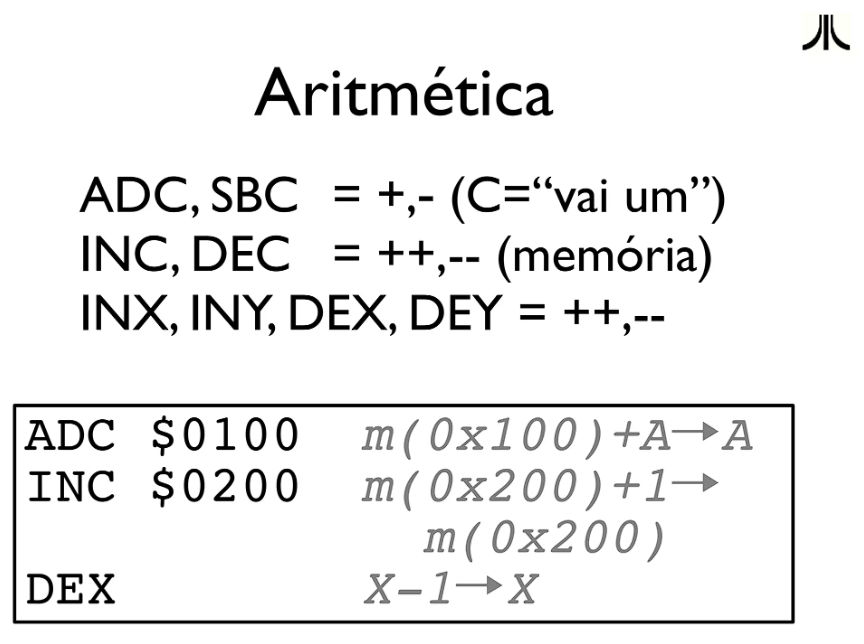 Aritmética
ADC, SBC = +,- (C=“vai um”)
INC, DEC = ++,-- (memória)
INX, INY, DEX, DEY = ++,--
ADC $0100 m(0x100)+A→A
INC $0200 m(0x200)+1→
m(0x200)
DEX X-1→X